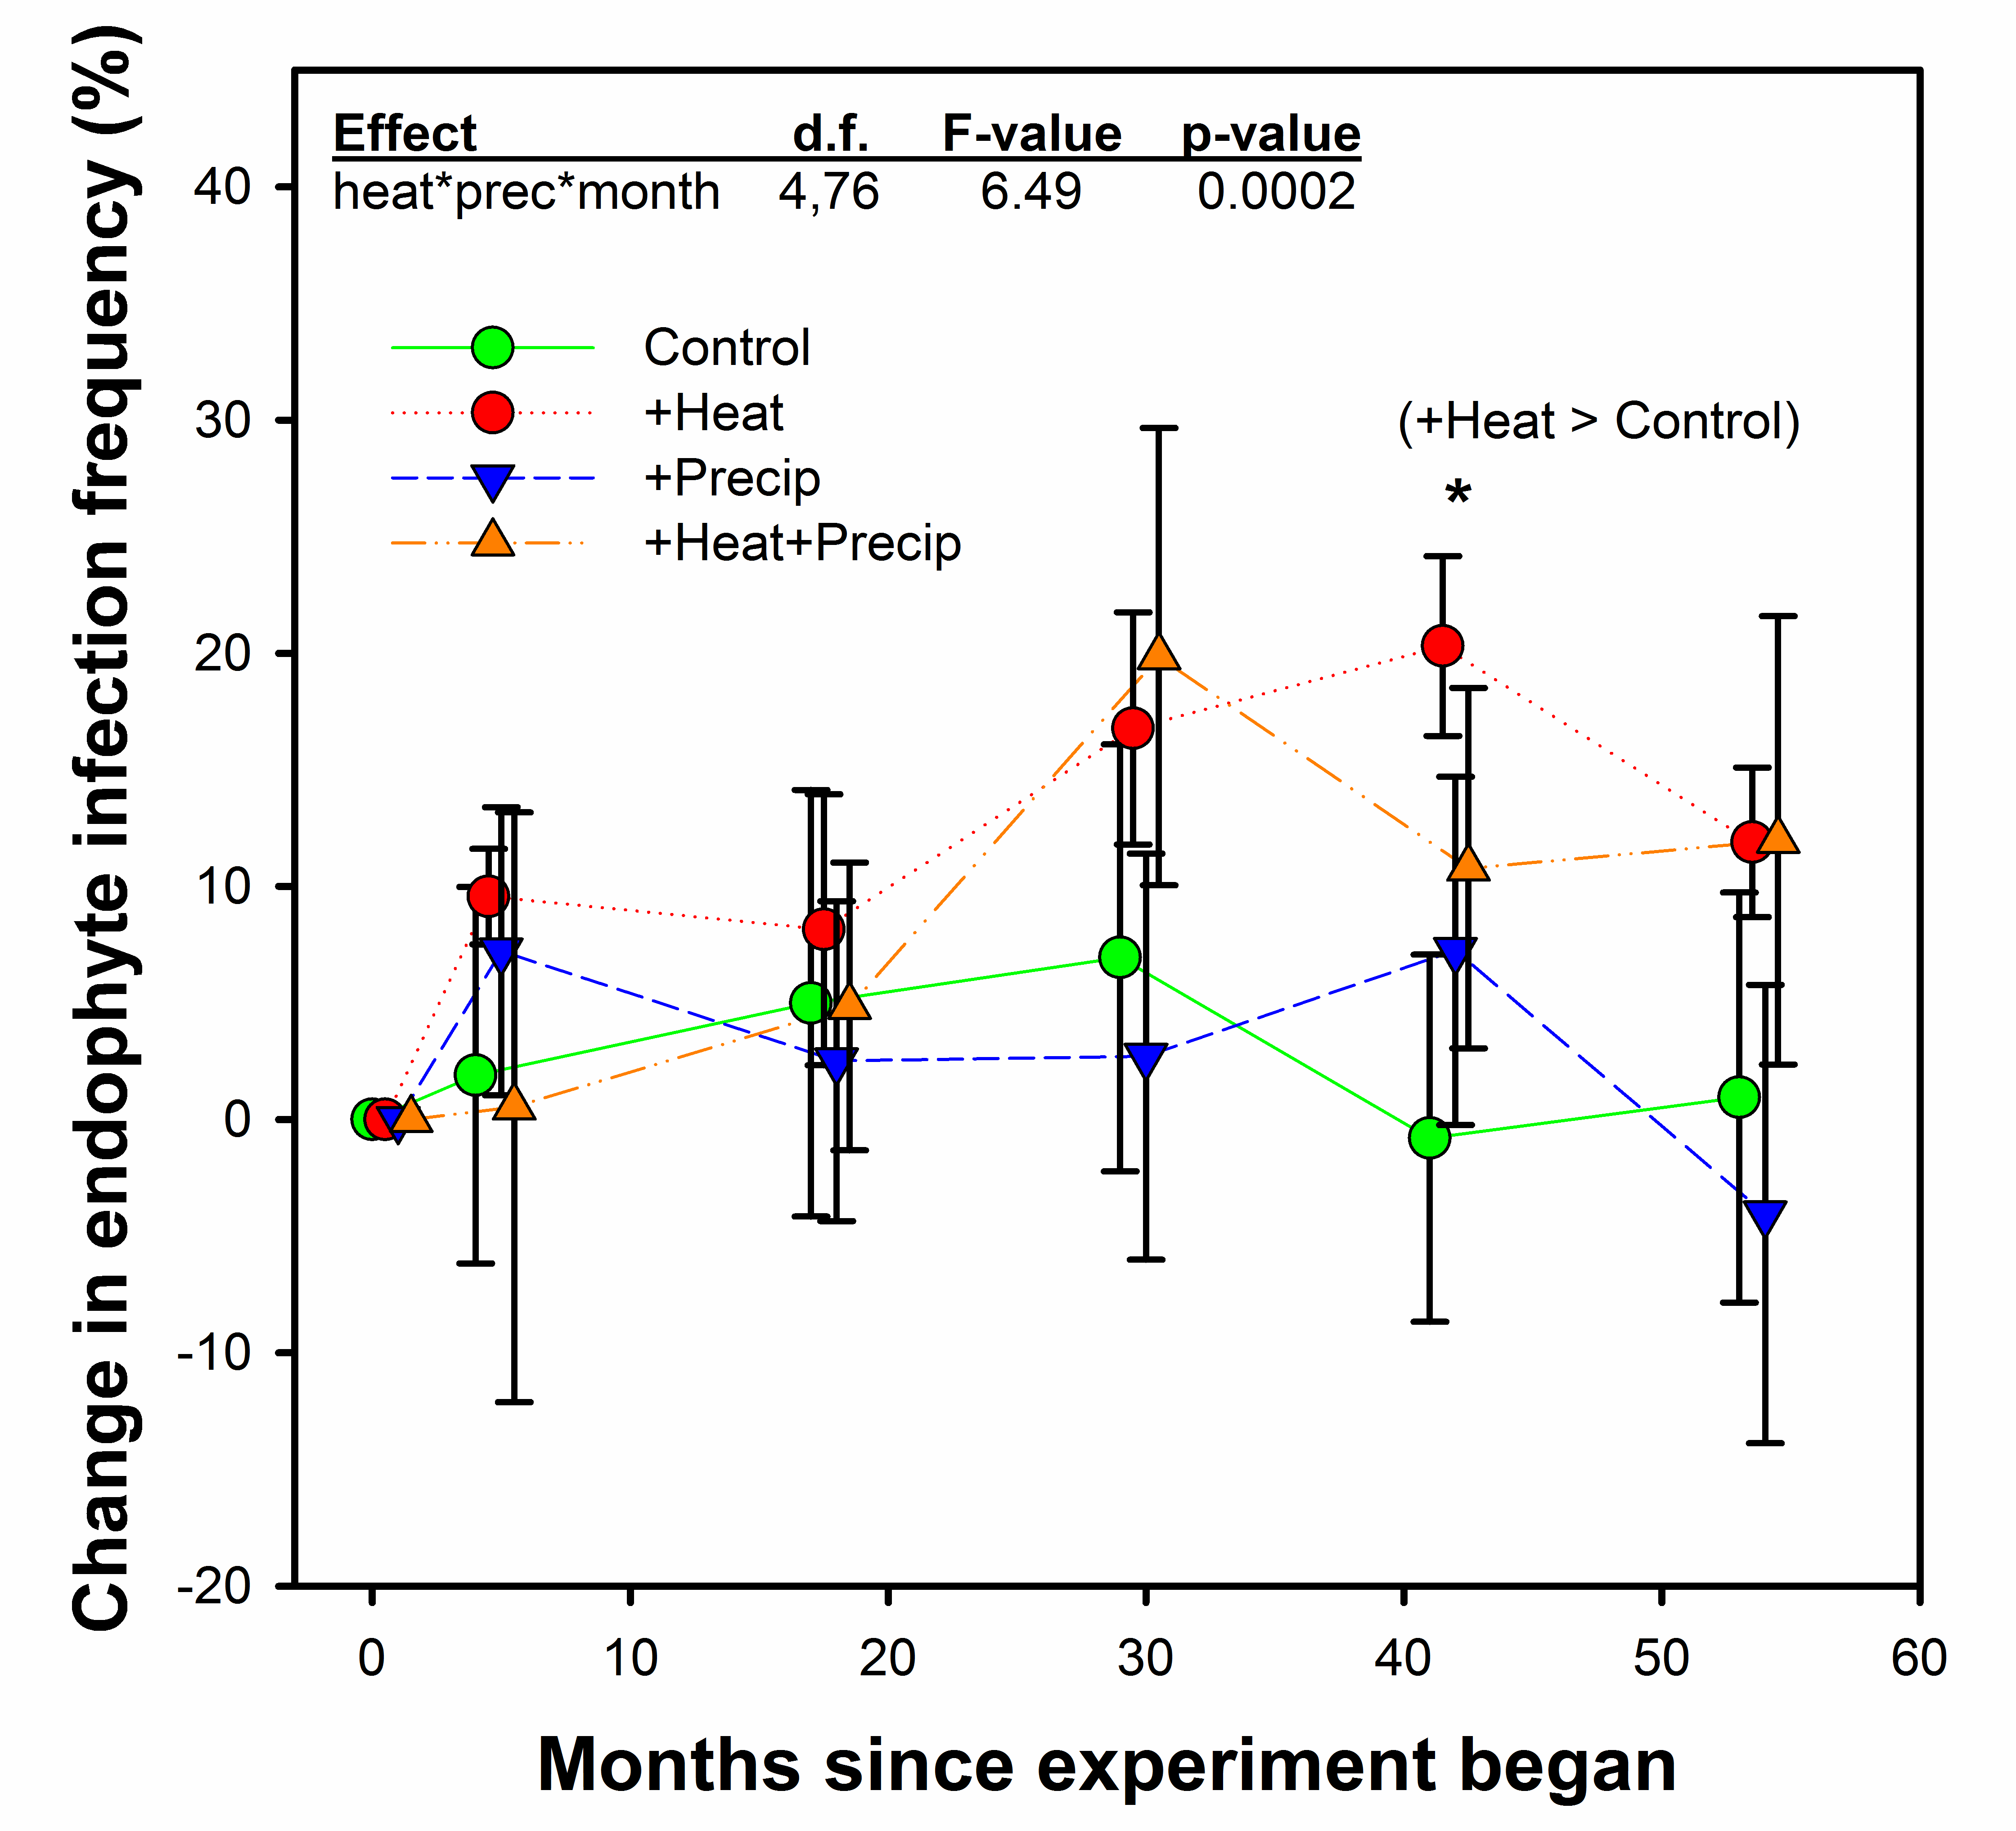 Change in endophyte infection frequency (%)
Effect d.f. F-value p-value
heat*prec*month 4,76 6.49 0.0002
Control
+Heat
+Precip
+Heat+Precip
(+Heat > Control)
*
40
30
20
10
0
-10
-20
0 10 20 30 40 50 60
Months since experiment began